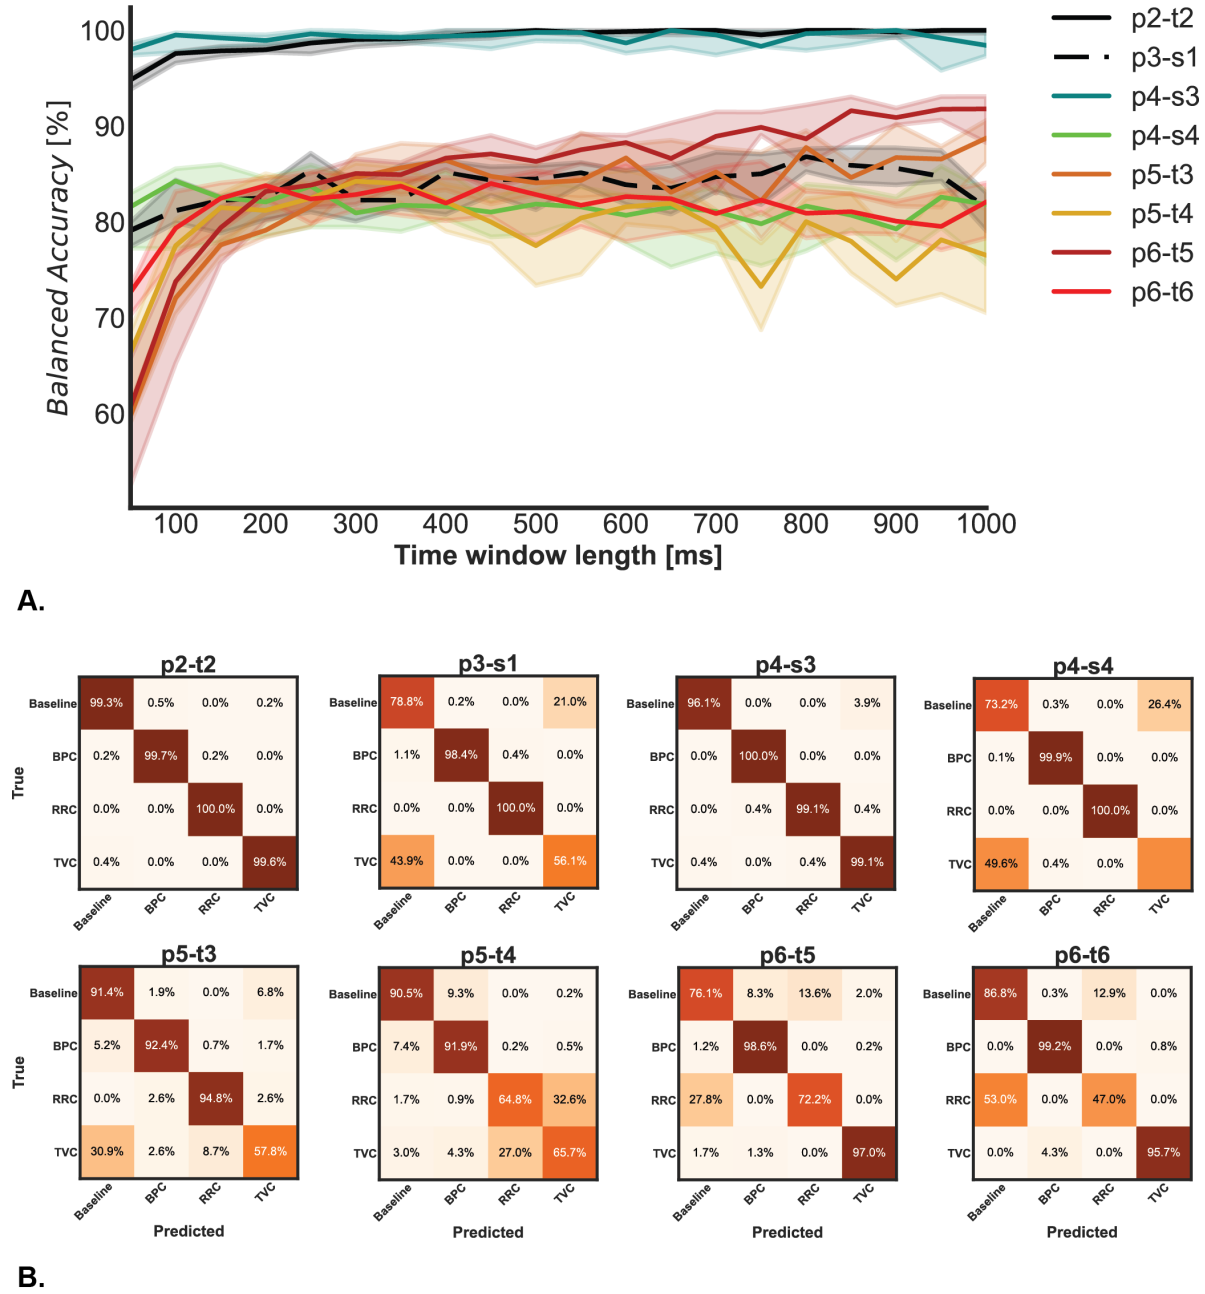 100
90
80
70
60
Balanced Accuracy [%]
100 200 300 400 500 600 700 800 900 1000
Time window length [ms]
p2-t2
p3-s1
p4-s3
p4-s4
p5-t3
p5-t4
p6-t5
p6-t6
A.
p2-t2 p3-s1 p4-s3 p4-s4
Baseline 99.3% 0.5% 0.0% 0.2% Baseline 78.8% 0.2% 0.0% 21.0% Baseline 96.1% 0.0% 0.0% 3.9% Baseline 73.2% 0.3% 0.0% 26.4%
BPC 0.2% 99.7% 0.2% 0.0% BPC 1.1% 98.4% 0.4% 0.0% BPC 0.0% 100.0% 0.0% 0.0% BPC 0.1% 99.9% 0.0% 0.0%
True
RRC 0.0% 0.0% 100.0% 0.0% RRC 0.0% 0.0% 100.0% 0.0% RRC 0.0% 0.4% 99.1% 0.4% RRC 0.0% 0.0% 100.0% 0.0%
TVC 0.4% 0.0% 0.0% 99.6% TVC 43.9% 0.0% 0.0% 56.1% TVC 0.4% 0.0% 0.4% 99.1% TVC 49.6% 0.4% 0.0%
Baseline BPC RRC TVC Baseline BPC RRC TVC Baseline BPC RRC TVC Baseline BPC RRC TVC
p5-t3 p5-t4 p6-t5 p6-t6
Baseline 91.4% 1.9% 0.0% 6.8% Baseline 90.5% 9.3% 0.0% 0.2% Baseline 76.1% 8.3% 13.6% 2.0% Baseline 86.8% 0.3% 12.9% 0.0%
BPC 5.2% 92.4% 0.7% 1.7% BPC 7.4% 91.9% 0.2% 0.5% BPC 1.2% 98.6% 0.0% 0.2% BPC 0.0% 99.2% 0.0% 0.8%
True
RRC 0.0% 2.6% 94.8% 2.6% RRC 1.7% 0.9% 64.8% 32.6% RRC 27.8% 0.0% 72.2% 0.0% RRC 53.0% 0.0% 47.0% 0.0%
TVC 30.9% 2.6% 8.7% 57.8% TVC 3.0% 4.3% 27.0% 65.7% TVC 1.7% 1.3% 0.0% 97.0% TVC 0.0% 4.3% 0.0% 95.7%
Baseline BPC RRC TVC Baseline BPC RRC TVC Baseline BPC RRC TVC Baseline BPC RRC TVC
Predicted Predicted Predicted Predicted
B.